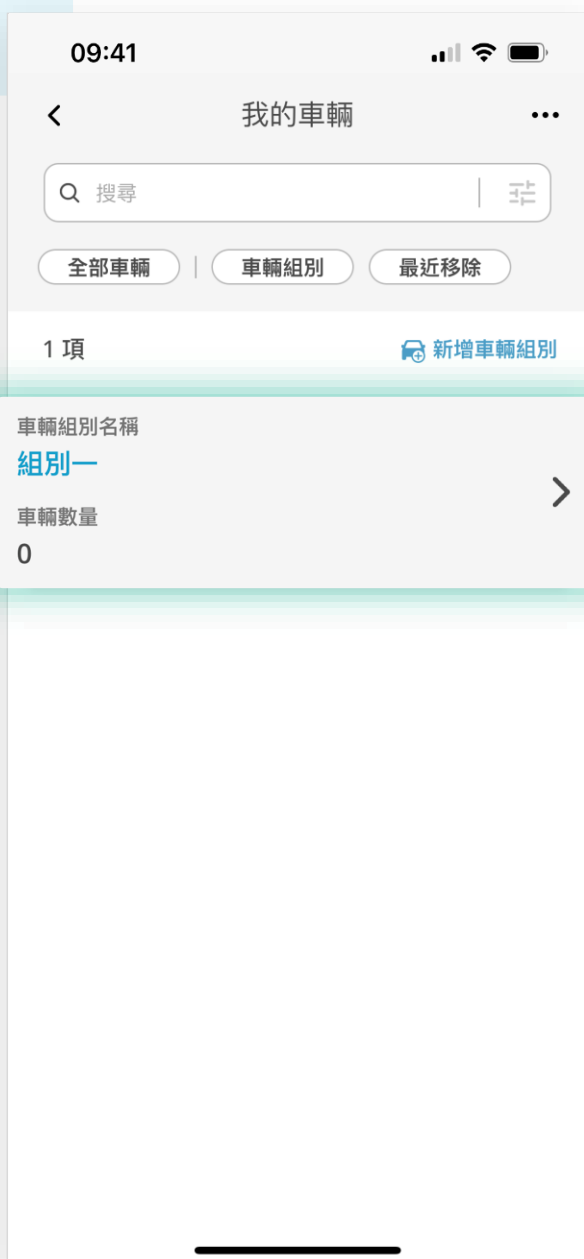 09:41
我的車輛
搜尋
全部車輛 | 車輛組別 最近移除
1 項 新增車輛組別
車輛組別名稱
組別一
車輛數量
0